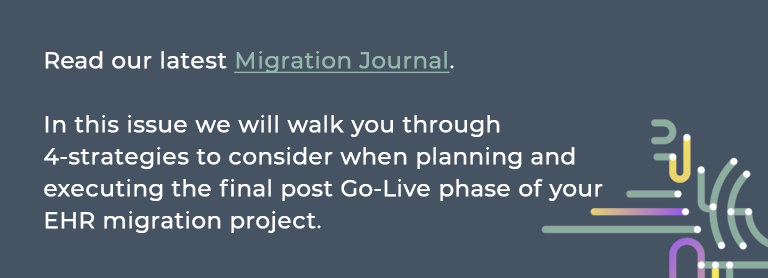 Read our latest Migration Journal.
In this issue we will walk you through
4-strategies to consider when planning and
executing the final post Go-Live phase of your
EHR migration project.